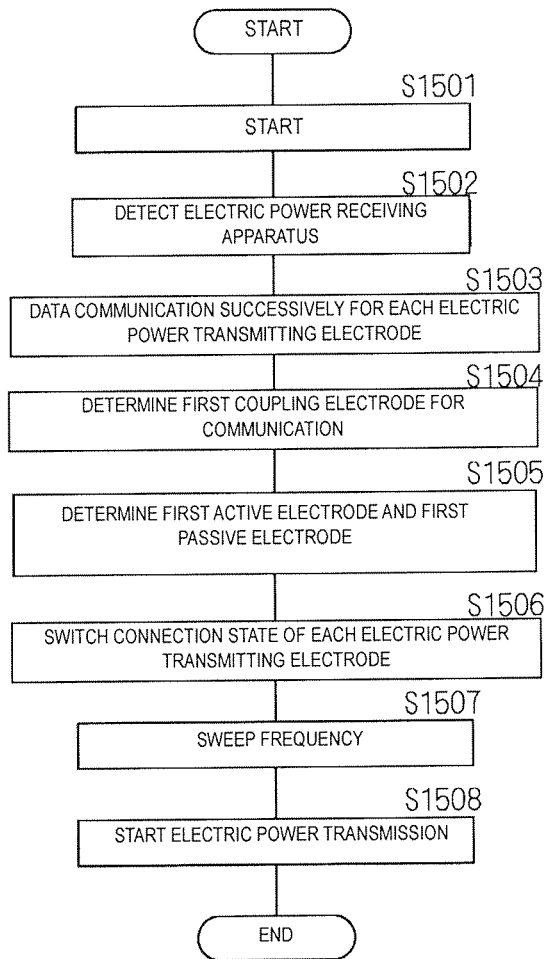 START
S1501
START
S1502
DETECT ELECTRIC POWER RECEIVING
APPARATUS
S1503
DATA COMMUNICATION SUCCESSIVELY FOR EACH ELECTRIC
POWER TRANSMITTING ELECTRODE
S1504
DETERMINE FIRST COUPLING ELECTRODE FOR
COMMUNICATION
S1505
DETERMINE FIRST ACTIVE ELECTRODE AND FIRST
PASSIVE ELECTRODE
S1506
SWITCH CONNECTION STATE OF EACH ELECTRIC POWER
TRANSMITTING ELECTRODE
S1507
SWEEP FREQUENCY
S1508
START ELECTRIC POWER TRANSMISSION
END